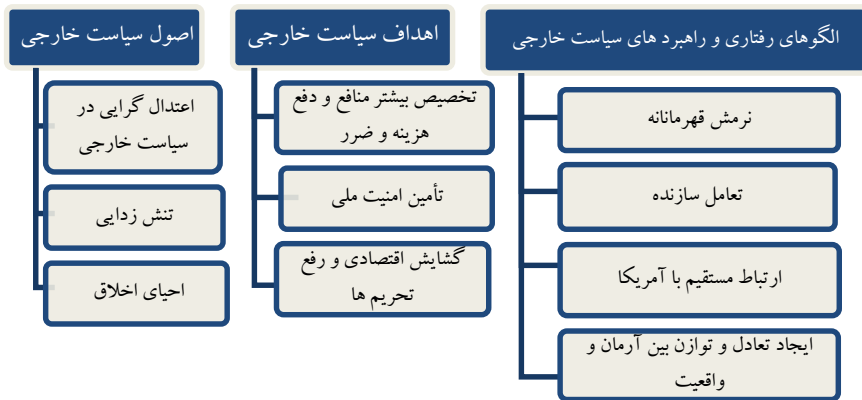 الگوهای رفتاری و راهبرد های سیاست خارجی
نرمش قهرمانانه
تعامل سازنده
ارتباط مستقیم با آمریکا
ایجاد تعادل و توازن بین آرمان و
واقعیت
اهداف سیاست خارجی
تخصیص بیشتر منافع و دفع
هزینه و ضرر
تأمین امنیت ملی
گشایش اقتصادی و رفع
تحریم ها
اصول سیاست خارجی
اعتدال گرایی در
سیاست خارجی
تنش زدایی
احیای اخلاق